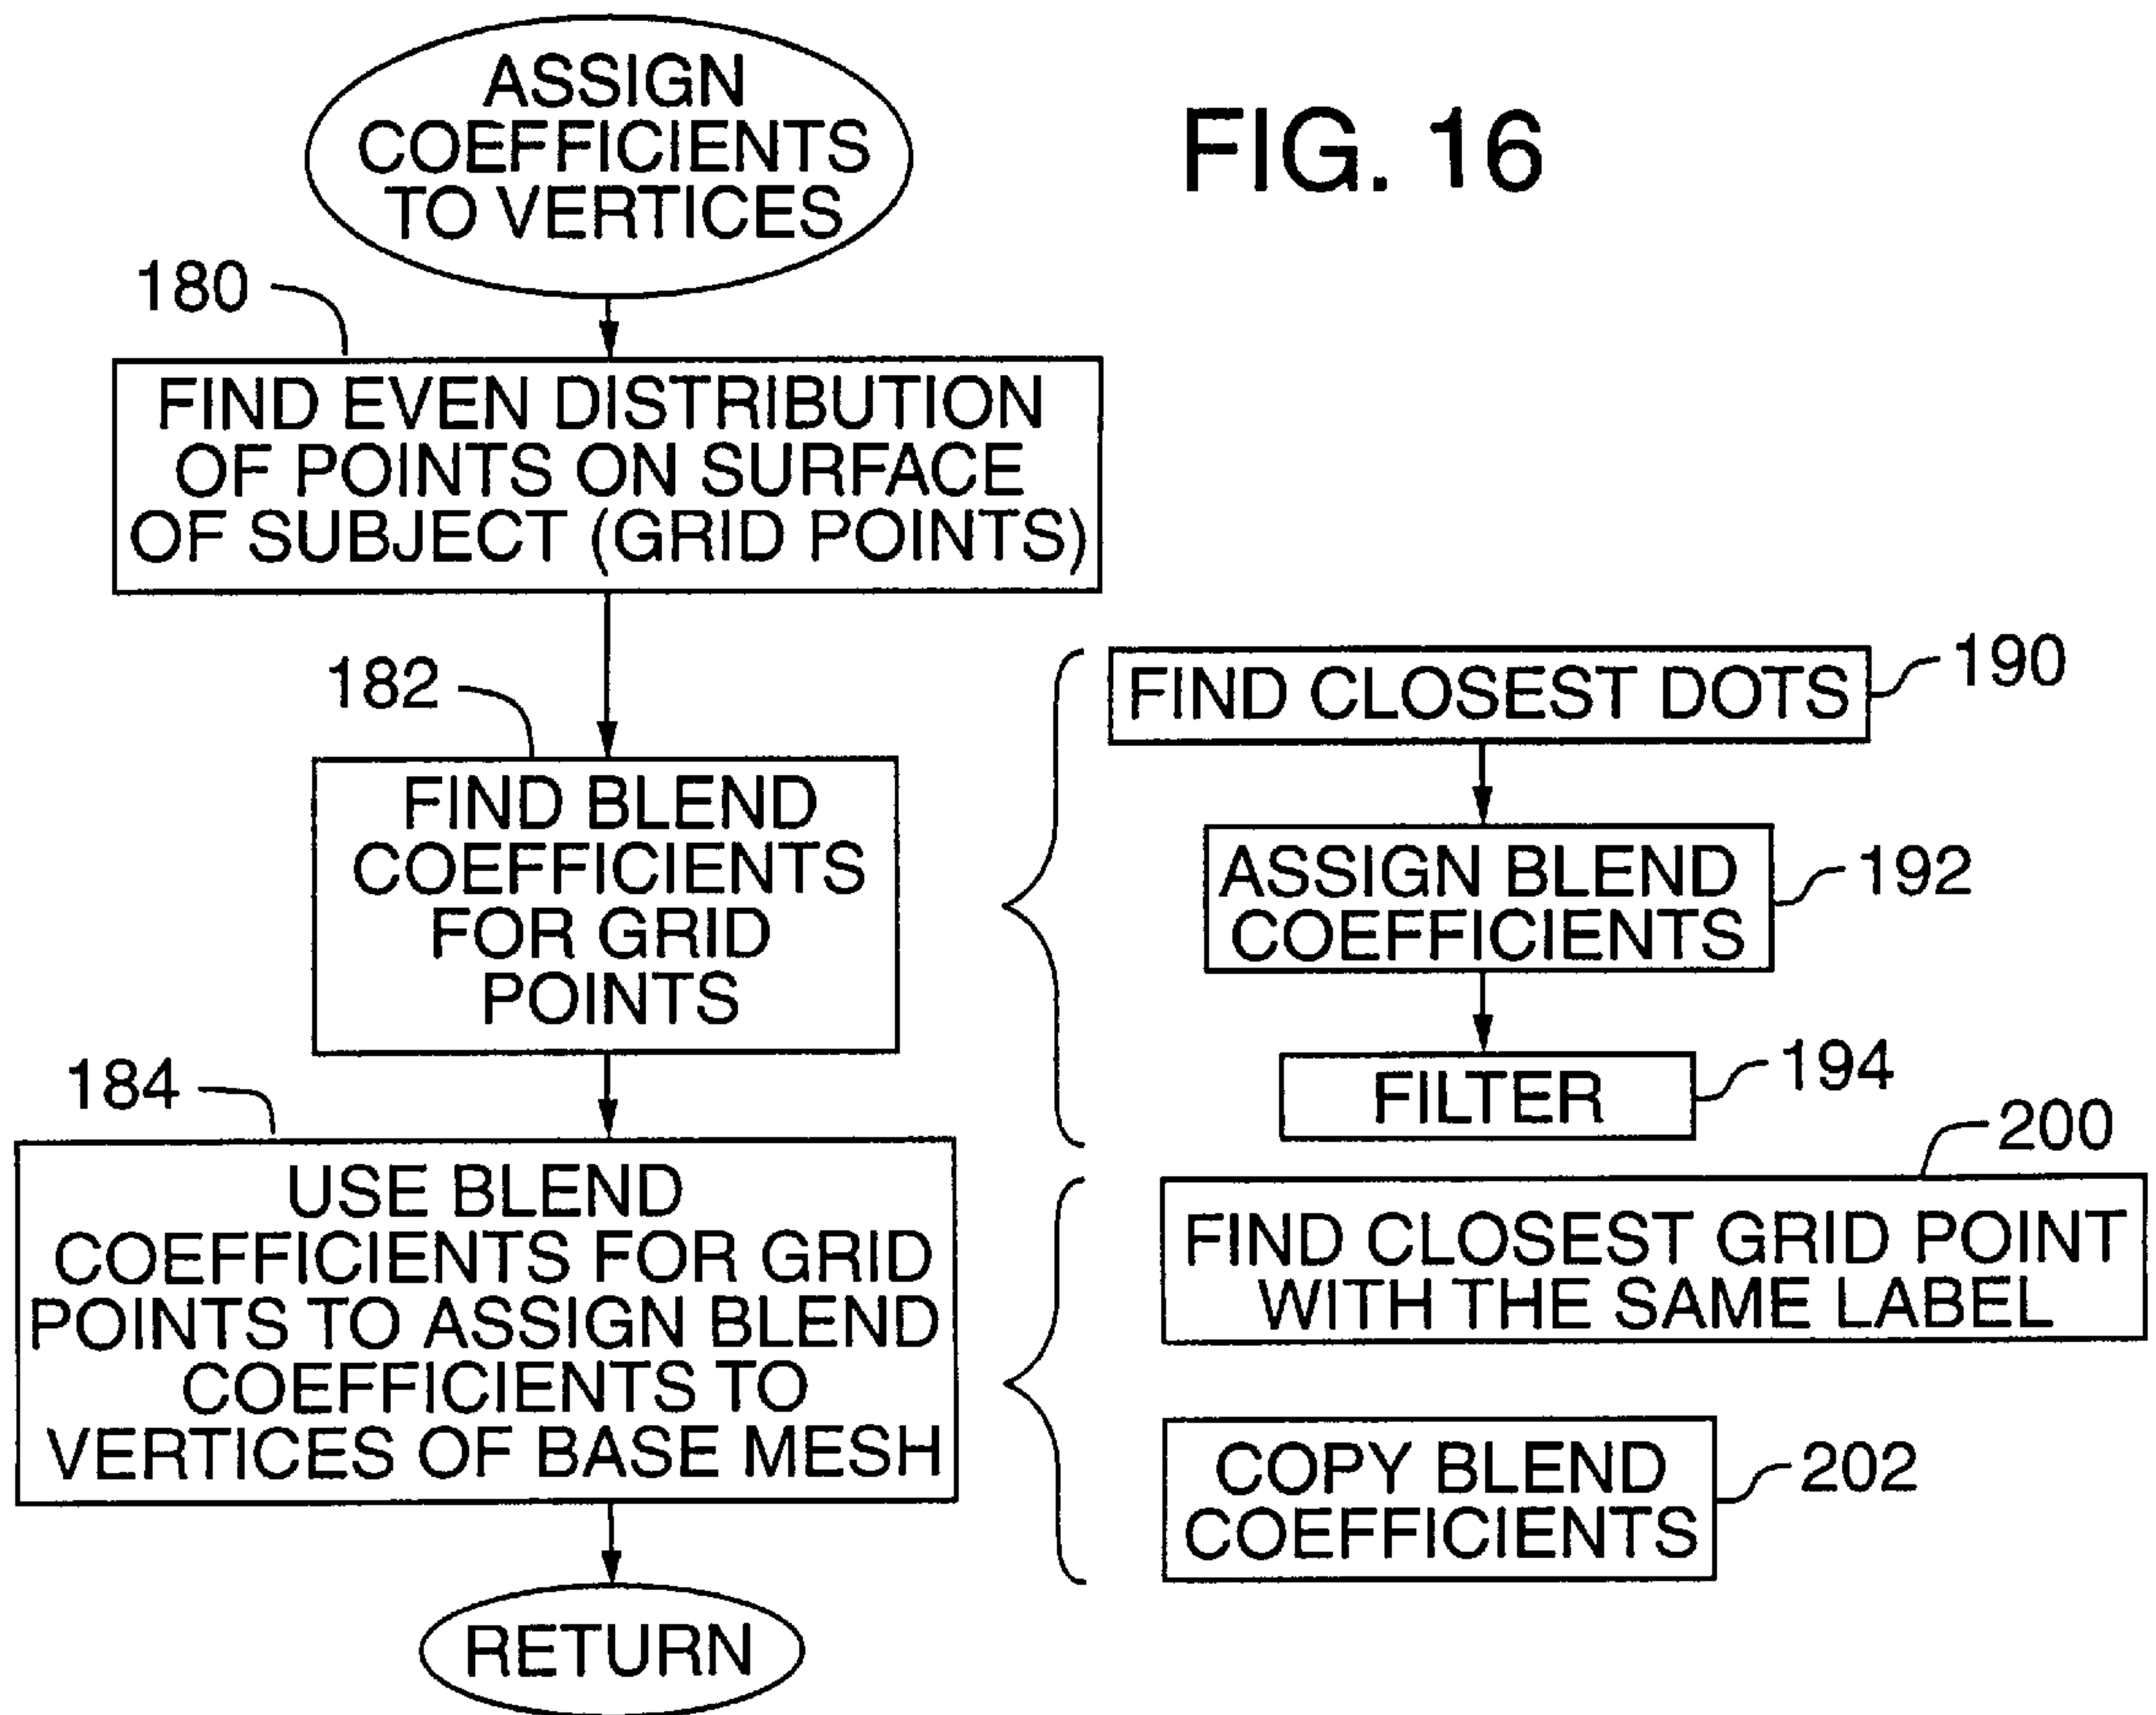 ASSIGN
COEFFICIENTS
TO VERTICES
FIG. 16
180
FIND EVEN DISTRIBUTION
OF POINTS ON SURFACE
OF SUBJECT (GRID POINTS)
182
FIND BLEND
COEFFICIENTS
FOR GRID
POINTS
184
USE BLEND
COEFFICIENTS FOR GRID
POINTS TO ASSIGN BLEND
COEFFICIENTS TO
VERTICES OF BASE MESH
RETURN
FIND CLOSEST DOTS
190
ASSIGN BLEND
COEFFICIENTS
192
FILTER
194
200
FIND CLOSEST GRID POINT
WITH THE SAME LABEL
COPY BLEND
COEFFICIENTS
202